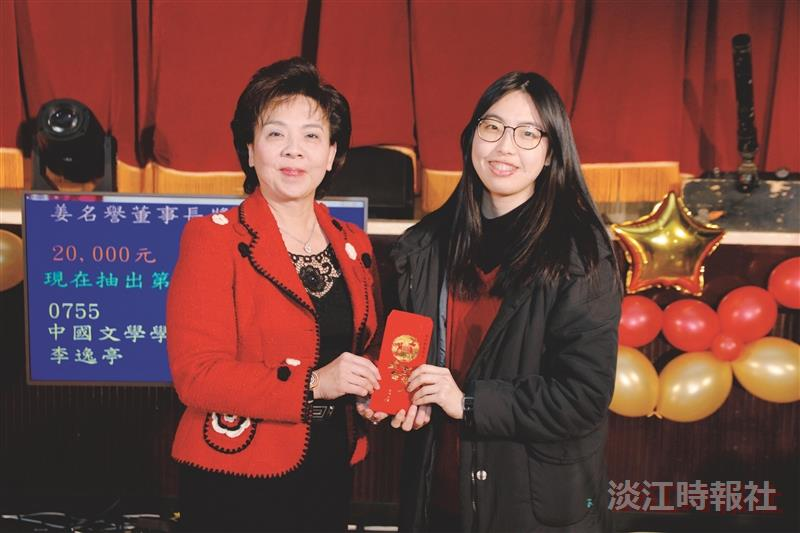 姜名譽董事長獎
20,000元
現在抽出第
0755
中國文學學
李逸亭
淡江時報社